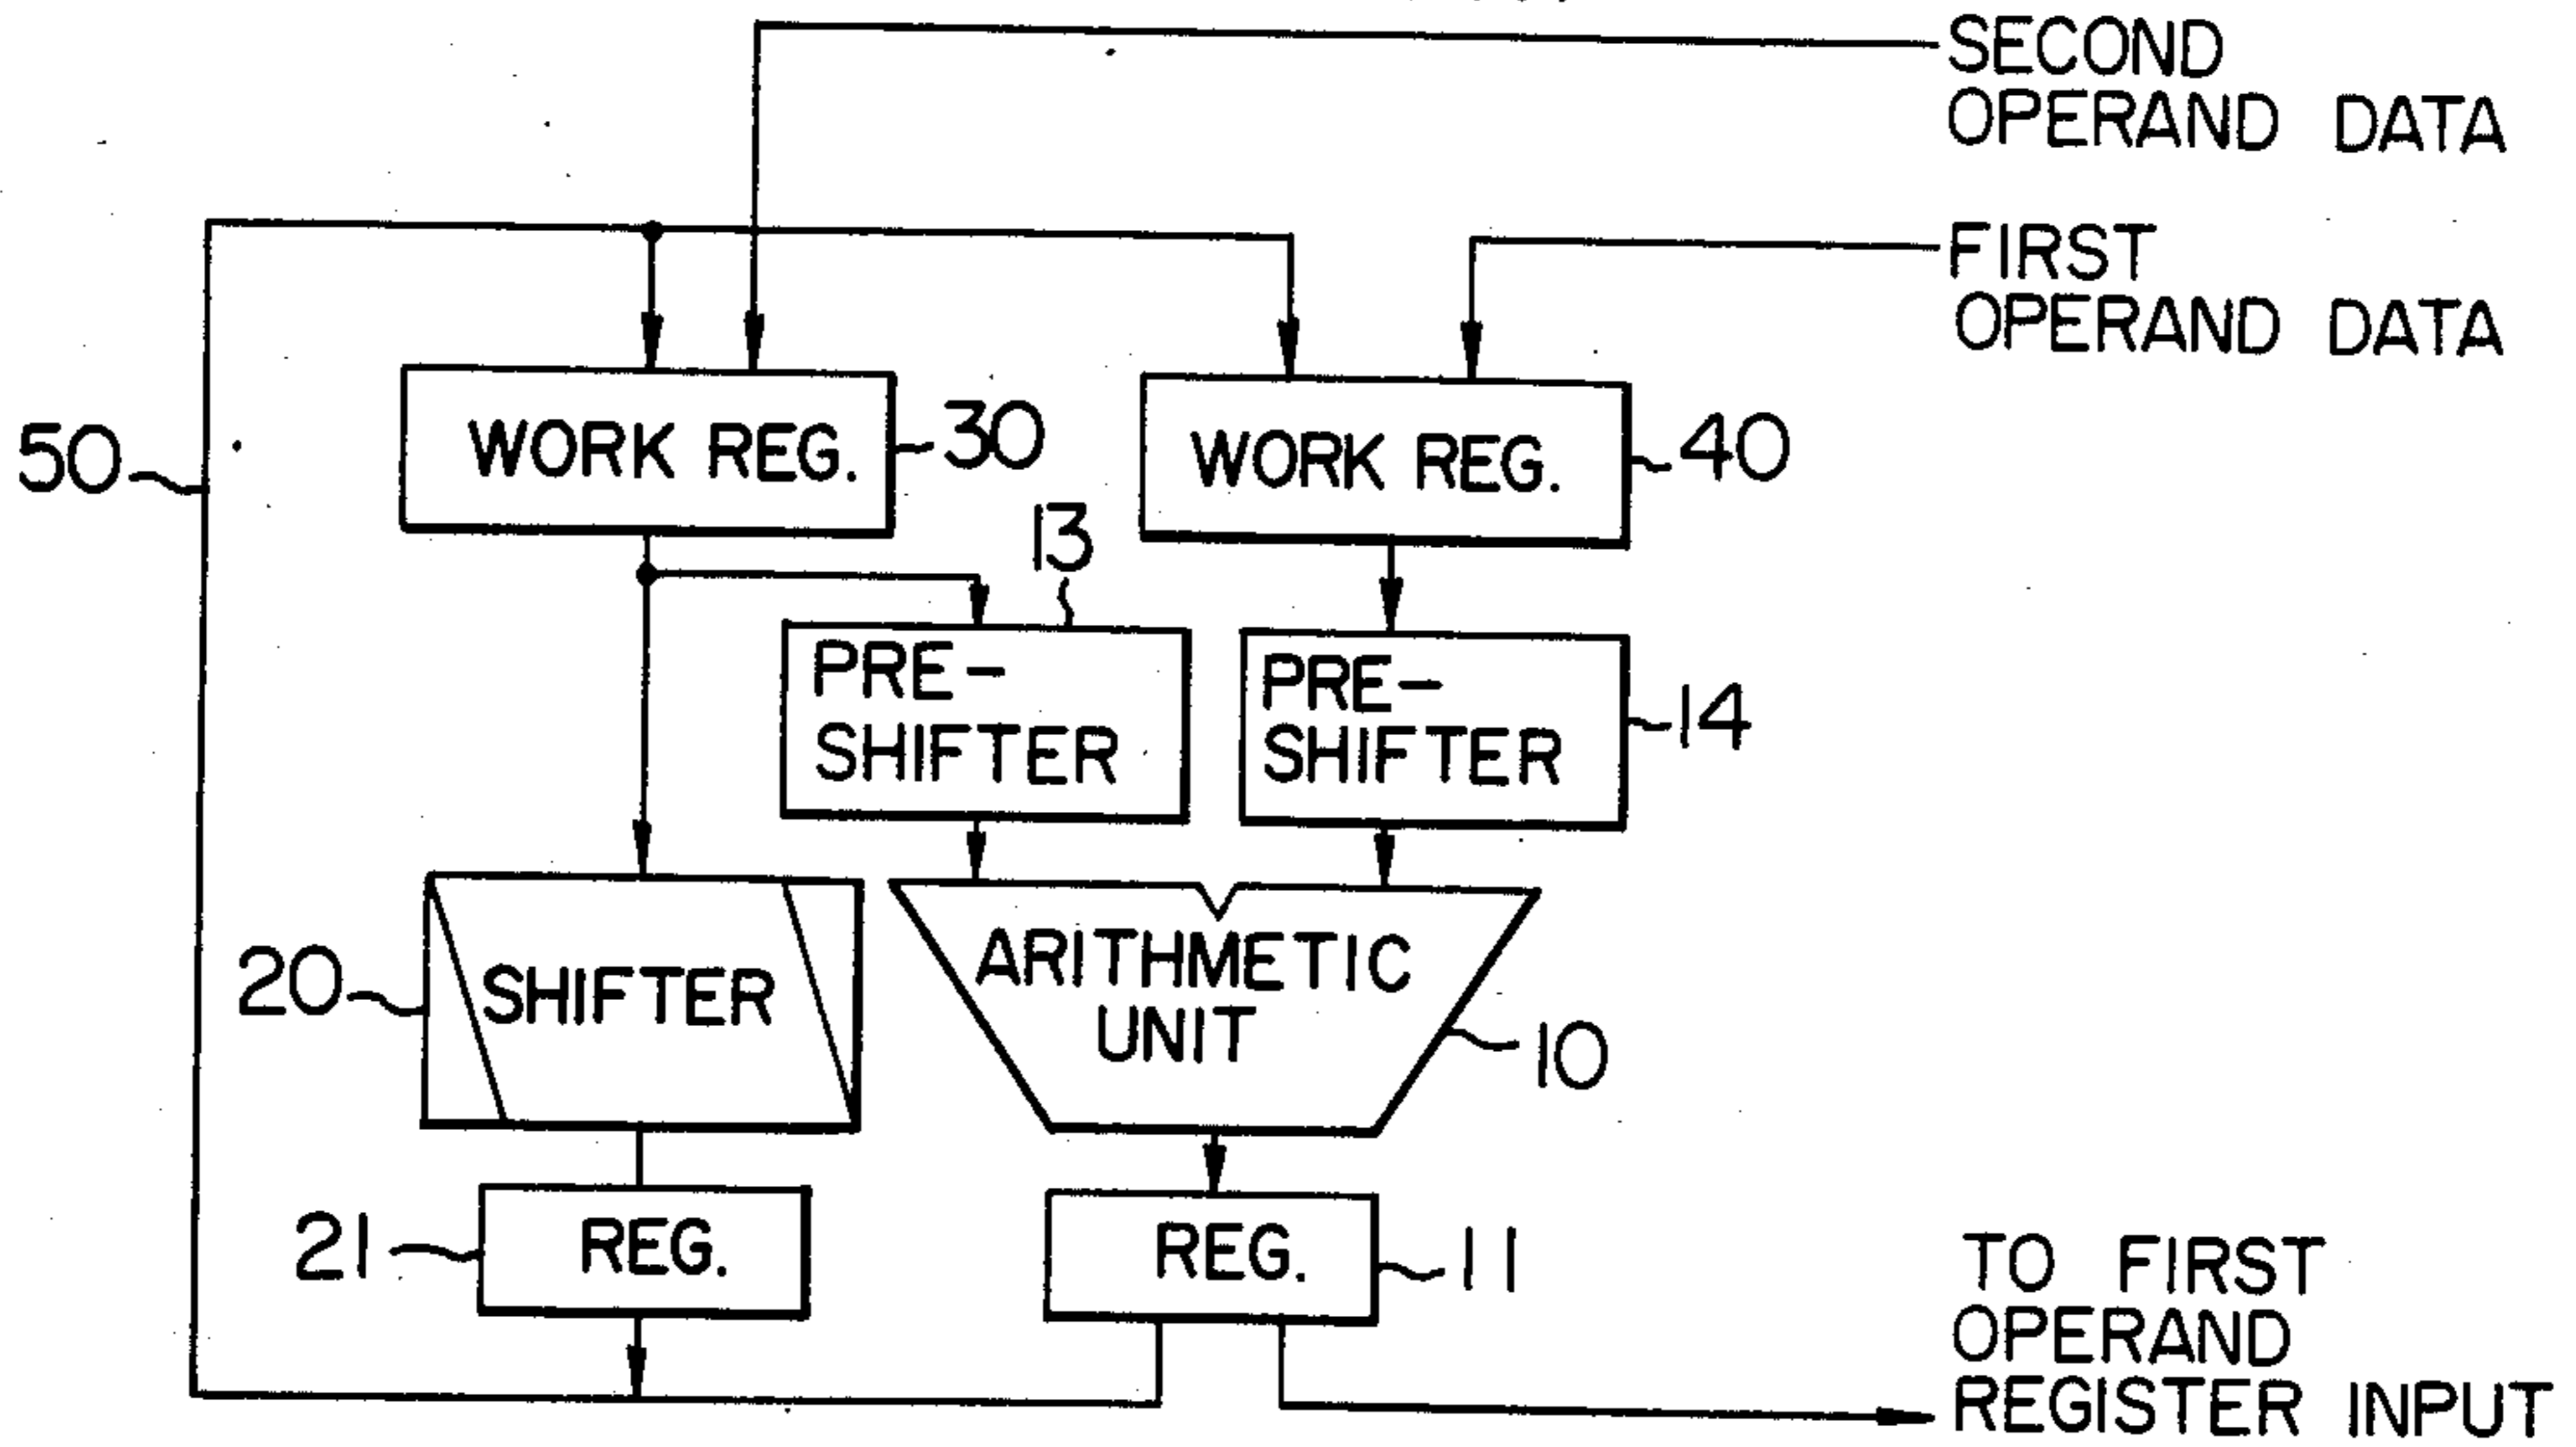 SECOND
OPERAND DATA
FIRST
OPERAND DATA
50
WORK REG.
30
WORK REG.
40
13
PRE-
SHIFTER
PRE-
SHIFTER
14
20
SHIFTER
ARITHMETIC
UNIT
10
21
REG.
REG.
11
TO FIRST
OPERAND
REGISTER INPUT